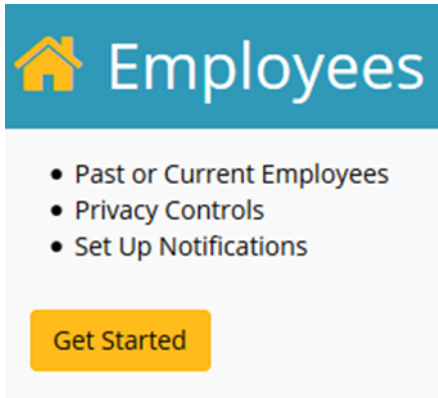 Employees
• Past or Current Employees
• Privacy Controls
• Set Up Notifications
Get Started